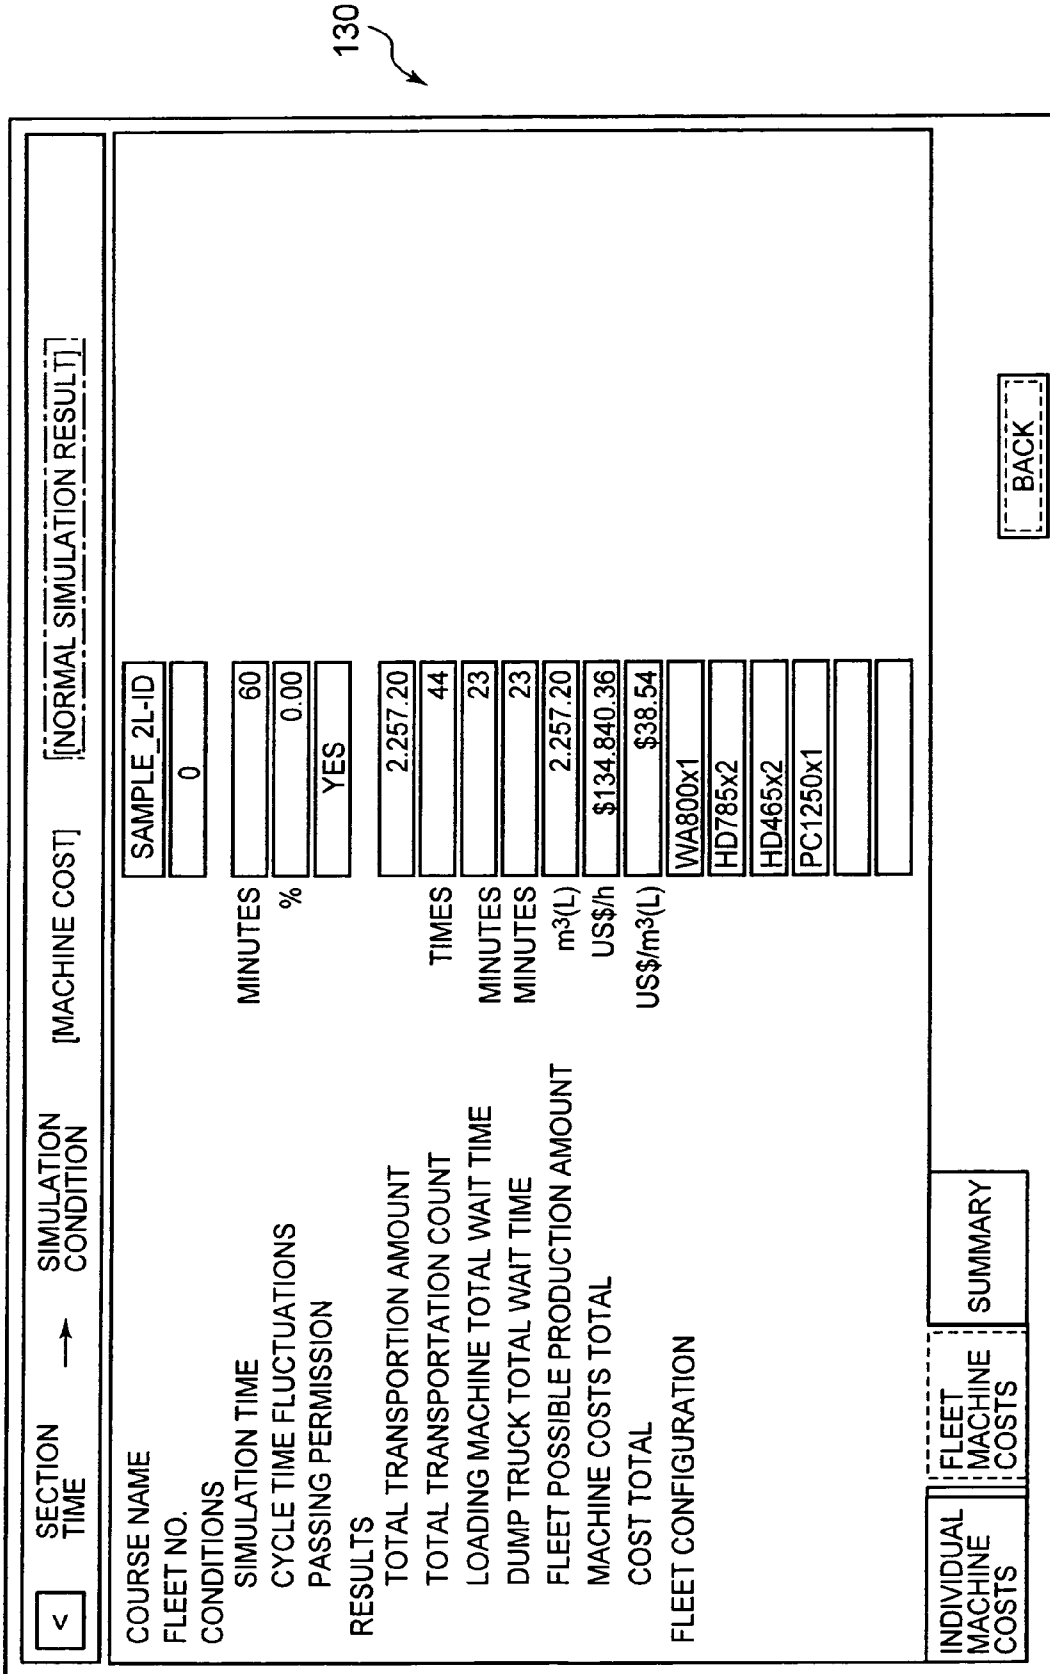 130
<
SECTION TIME → SIMULATION CONDITION [MACHINE COST] [NORMAL SIMULATION RESULT]
COURSE NAME SAMPLE_2L-ID
FLEET NO. 0
CONDITIONS
SIMULATION TIME MINUTES 60
CYCLE TIME FLUCTUATIONS % 0.00
PASSING PERMISSION YES
RESULTS
TOTAL TRANSPORTION AMOUNT 2.257.20
TOTAL TRANSPORTATION COUNT TIMES 44
LOADING MACHINE TOTAL WAIT TIME MINUTES 23
DUMP TRUCK TOTAL WAIT TIME MINUTES 23
FLEET POSSIBLE PRODUCTION AMOUNT m³(L) 2.257.20
MACHINE COSTS TOTAL US$/h $134.840.36
COST TOTAL US$/m³(L) $38.54
FLEET CONFIGURATION WA800x1
HD785x2
HD465x2
PC1250x1
INDIVIDUAL MACHINE COSTS FLEET MACHINE COSTS SUMMARY
BACK